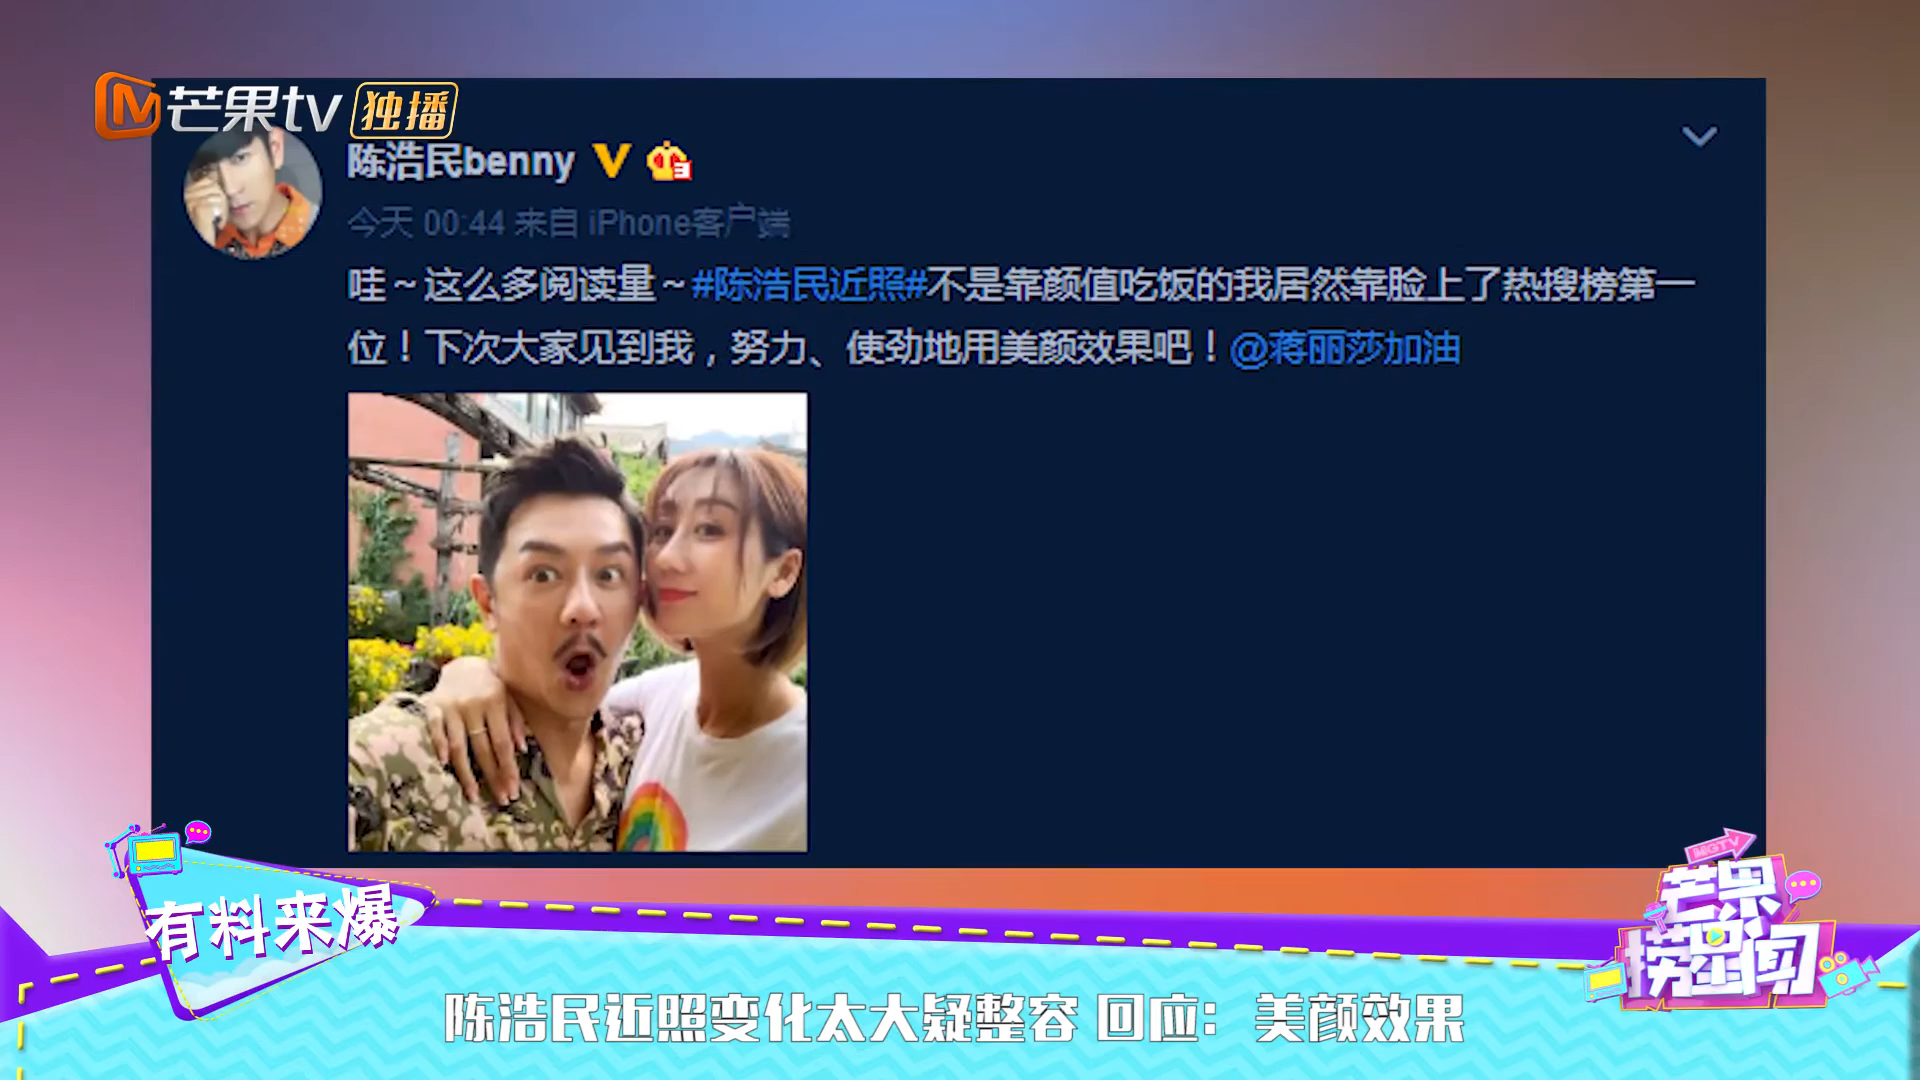 芒果tv 独播
陈浩民benny
今天 00:44 来自 iPhone客户端
哇～这么多阅读量～#陈浩民近照#不是靠颜值吃饭的我居然靠脸上了热搜榜第一
位！下次大家见到我，努力、使劲地用美颜效果吧！@蒋丽莎加油
有料来爆
MGTV
芒果
捞星闻
陈浩民近照变化太大疑整容 回应：美颜效果